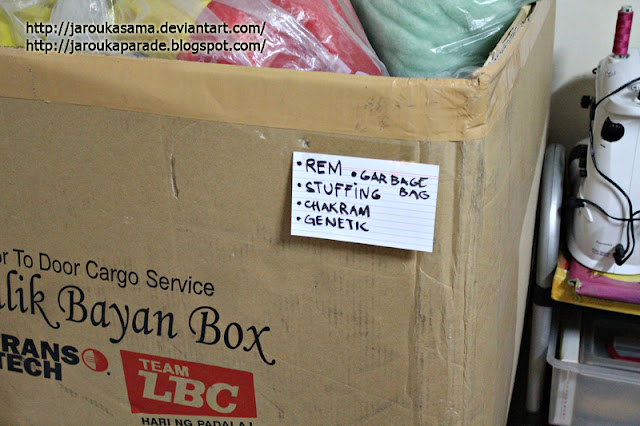 http://jaroukasama.deviantart.com/
http://jaroukaparade.blogspot.com/
• REM • GARBAGE
• STUFFING BAG
• CHAKRAM
• GENETIK
or To Door Cargo Service
lik Bayan Box
RANS
TECH
TEAM
LBC
HARI NG PADALA!